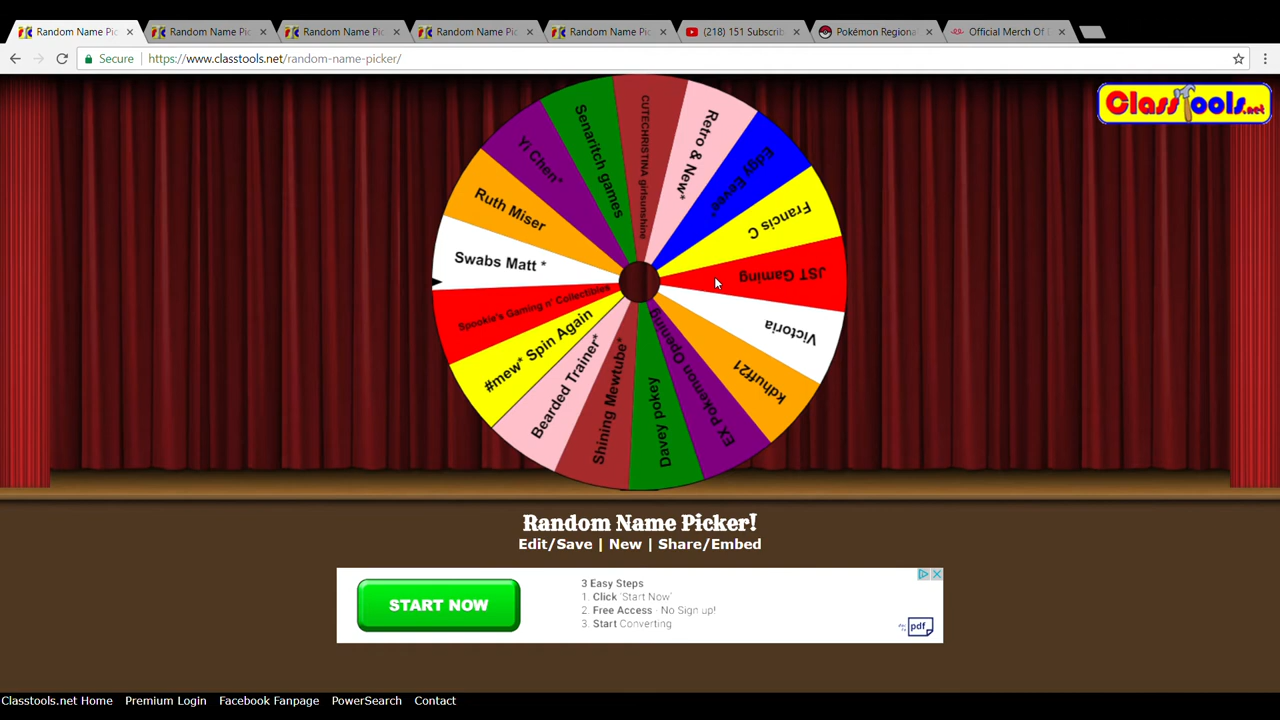 Random Name Pi
Random Name Pic
Random Name Pic
Random Name Pic
Random Name Pic
(218) 151 Subscrib
Pokémon Regiona
Official Merch Of
Secure
https://www.classtools.net/random-name-picker/
ClassTools.net
CUTECHRISTINA girlsunshine
Retro & New*
Edgy Eevee*
Francis C
JST Gaming
Victoria
kdhuff21
EX Pokemon Opening
Davey pokey
Shining Mewtube*
Bearded Trainer*
#mew* Spin Again
Spookie's Gaming n' Collectibles
Swabs Matt *
Ruth Miser
Yi Chen*
Senaritch games
Random Name Picker!
Edit/Save | New | Share/Embed
START NOW
3 Easy Steps
1. Click 'Start Now'
2. Free Access - No Sign up!
3. Start Converting
pdf
Classtools.net Home
Premium Login
Facebook Fanpage
PowerSearch
Contact